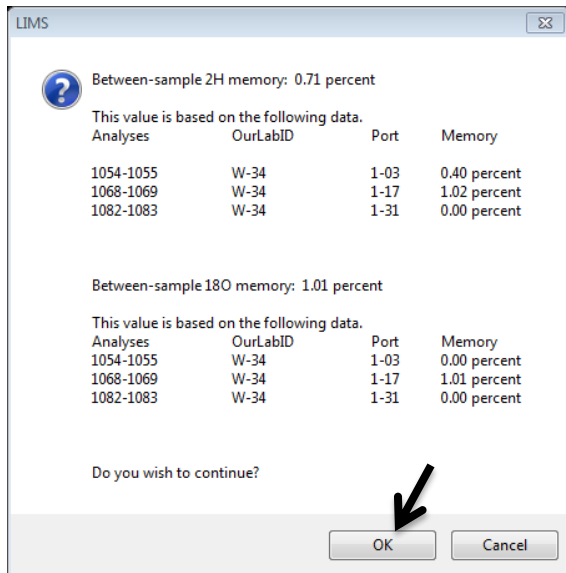 LIMS
Between-sample 2H memory: 0.71 percent
This value is based on the following data.
Analyses OurLabID Port Memory
1054-1055 W-34 1-03 0.40 percent
1068-1069 W-34 1-17 1.02 percent
1082-1083 W-34 1-31 0.00 percent
Between-sample 18O memory: 1.01 percent
This value is based on the following data.
Analyses OurLabID Port Memory
1054-1055 W-34 1-03 0.00 percent
1068-1069 W-34 1-17 1.01 percent
1082-1083 W-34 1-31 0.00 percent
Do you wish to continue?
OK Cancel